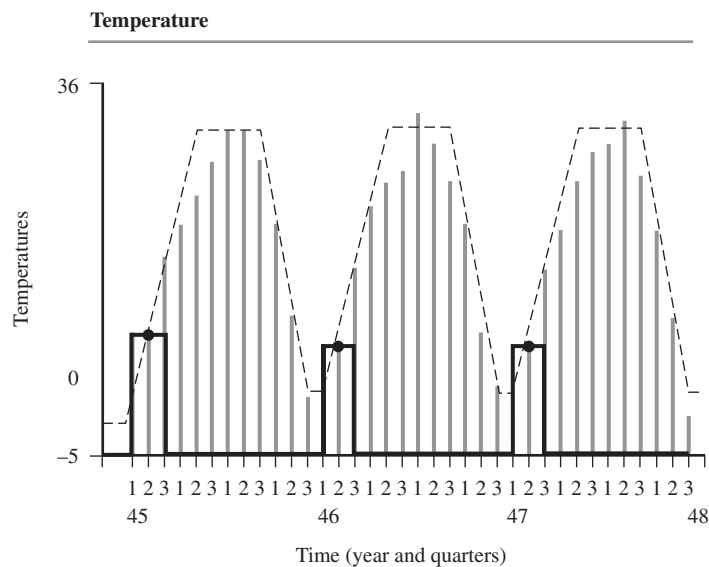 Temperature
36
Temperatures
0
–5
1 2 3 1 2 3 1 2 3 1 2 3 1 2 3 1 2 3 1 2 3 1 2 3 1 2 3 1 2 3 1 2 3 1 2 3
45 46 47 48
Time (year and quarters)